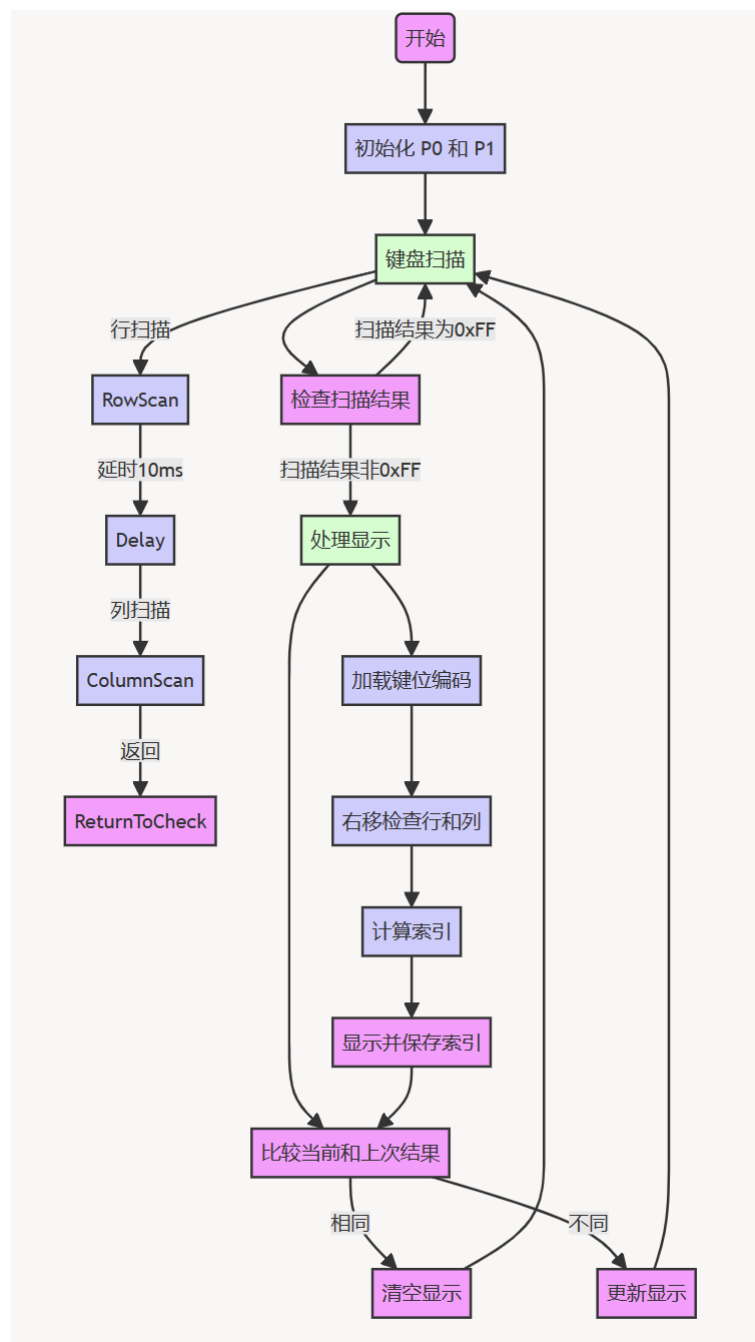 开始
初始化 P0 和 P1
键盘扫描
行扫描
扫描结果为0xFF
RowScan
检查扫描结果
延时10ms
扫描结果非0xFF
Delay
处理显示
列扫描
ColumnScan
加载键位编码
返回
ReturnToCheck
右移检查行和列
计算索引
显示并保存索引
比较当前和上次结果
相同
不同
清空显示
更新显示